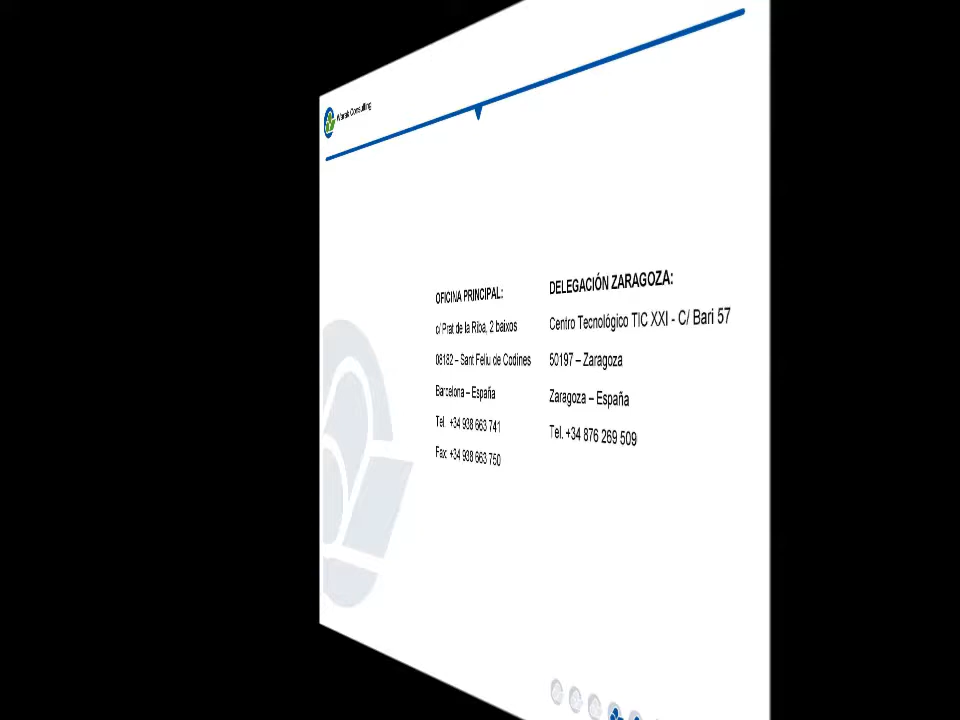 Consulting
OFICINA PRINCIPAL:
c/ Prat de la Riba, 2 baixos
08182 – Sant Feliu de Codines
Barcelona – España
Tel. +34 938 663 741
Fax: +34 938 663 750
DELEGACIÓN ZARAGOZA:
Centro Tecnológico TIC XXI - C/ Bari 57
50197 – Zaragoza
Zaragoza – España
Tel. +34 876 269 509